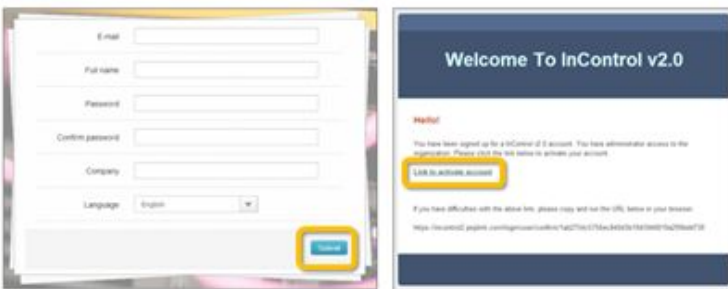 E-mail
Full name
Password
Confirm password
Company
Language English
Submit
Welcome To InControl v2.0
Hello!
You have been signed up for a InControl v2.0 account. You have administrator access to the
organization. Please click the link below to activate your account.
Link to activate account
If you have difficulties with the above link, please copy and run the URL below in your browser.